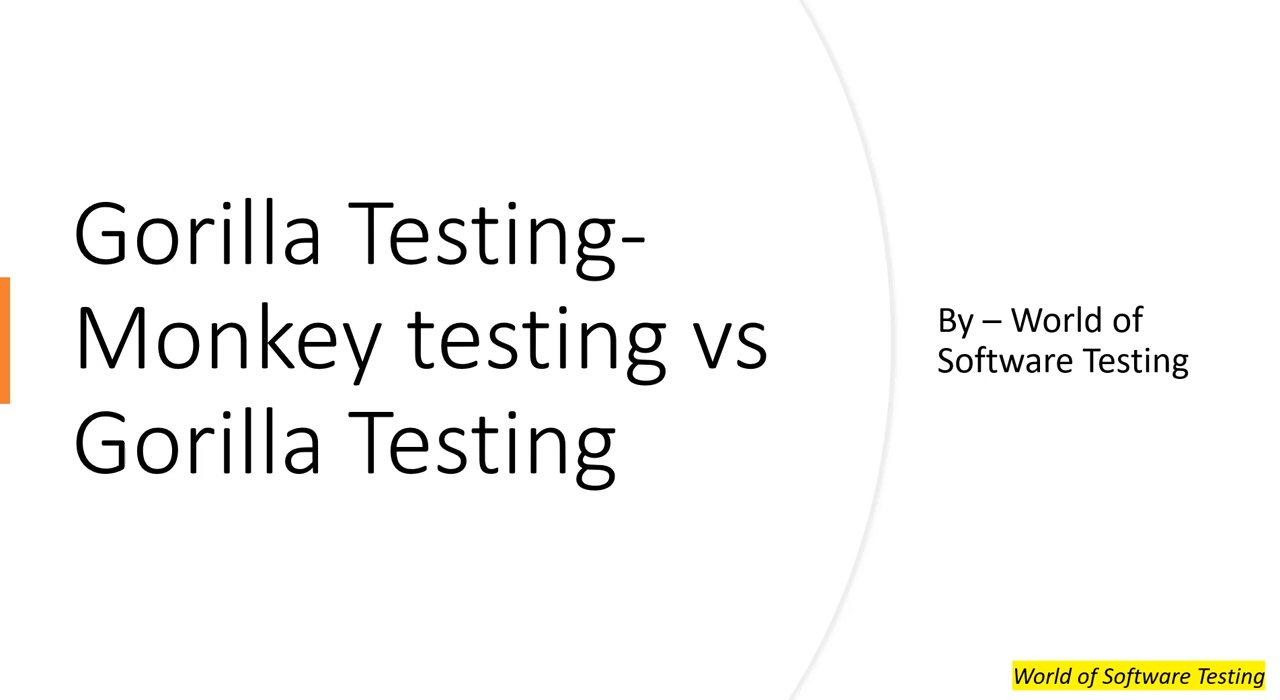 Gorilla Testing-
Monkey testing vs
Gorilla Testing
By – World of
Software Testing
World of Software Testing